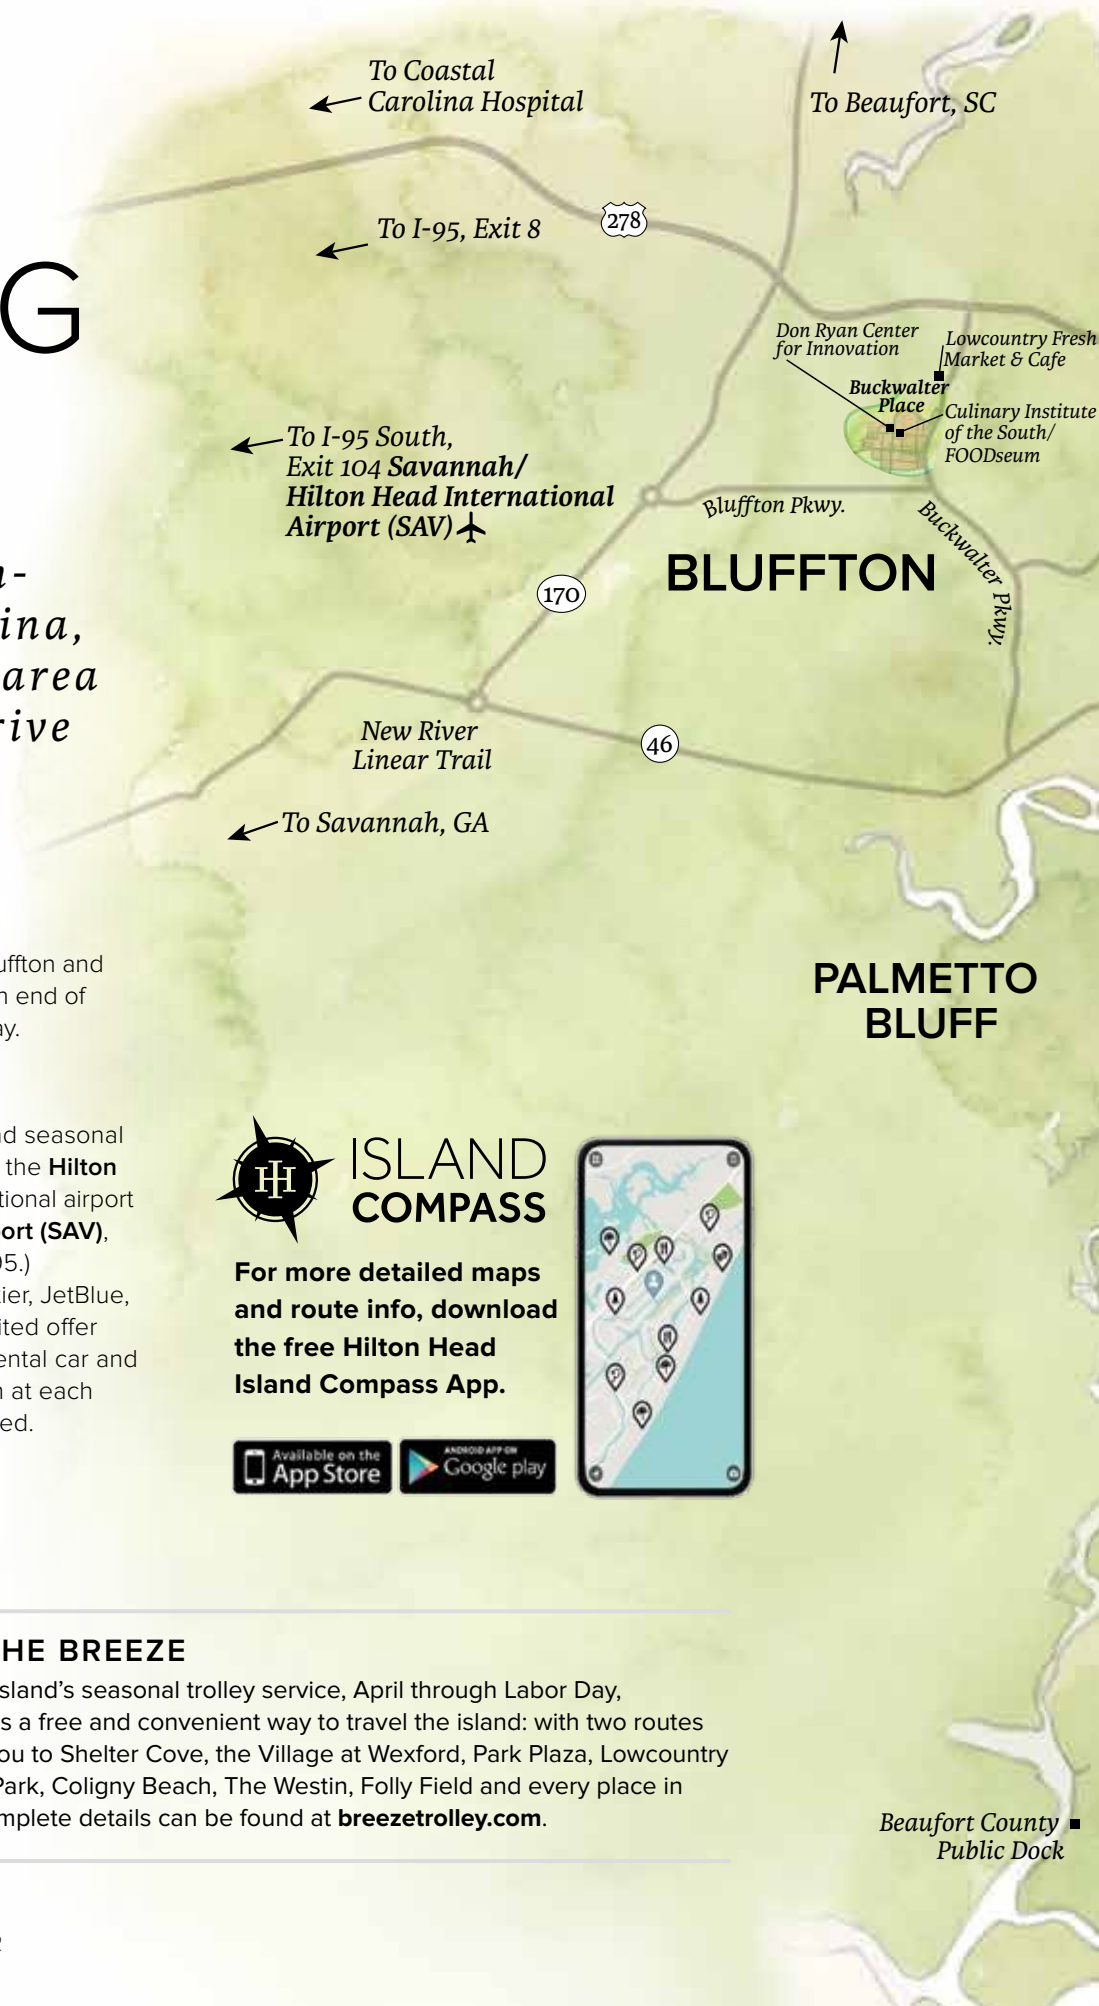 To Coastal
Carolina Hospital
To Beaufort, SC
278
To I-95, Exit 8
G
Don Ryan Center
for Innovation
Lowcountry Fresh
Market & Cafe
Buckwalter
Place
Culinary Institute
of the South/
FOODseum
To I-95 South,
Exit 104 Savannah/
Hilton Head International
Airport (SAV)
Bluffton Pkwy.
Buckwalter Pkwy.
BLUFFTON
170
ina,
area
rive
New River
Linear Trail
46
To Savannah, GA
uffton and
n end of
ay.
PALMETTO
BLUFF
nd seasonal
the Hilton
tional airport
ort (SAV),
95.)
tier, JetBlue,
ited offer
ental car and
n at each
ed.
HI
ISLAND
COMPASS
For more detailed maps
and route info, download
the free Hilton Head
Island Compass App.
Available on the
App Store
ANDROID APP ON
Google play
HE BREEZE
sland’s seasonal trolley service, April through Labor Day,
s a free and convenient way to travel the island: with two routes
ou to Shelter Cove, the Village at Wexford, Park Plaza, Lowcountry
Park, Coligny Beach, The Westin, Folly Field and every place in
mplete details can be found at breezetrolley.com.
Beaufort County
Public Dock